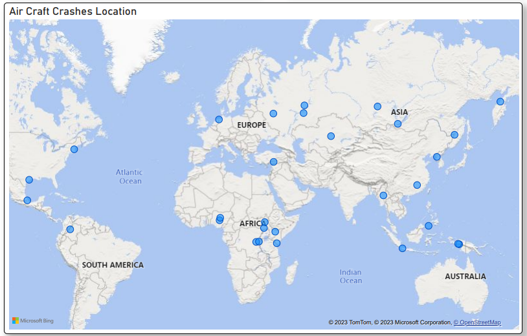 Air Craft Crashes Location
EUROPE
ASIA
Atlantic
Ocean
AFRICA
SOUTH AMERICA
Indian
Ocean
AUSTRALIA
Microsoft Bing
© 2023 TomTom, © 2023 Microsoft Corporation, © OpenStreetMap